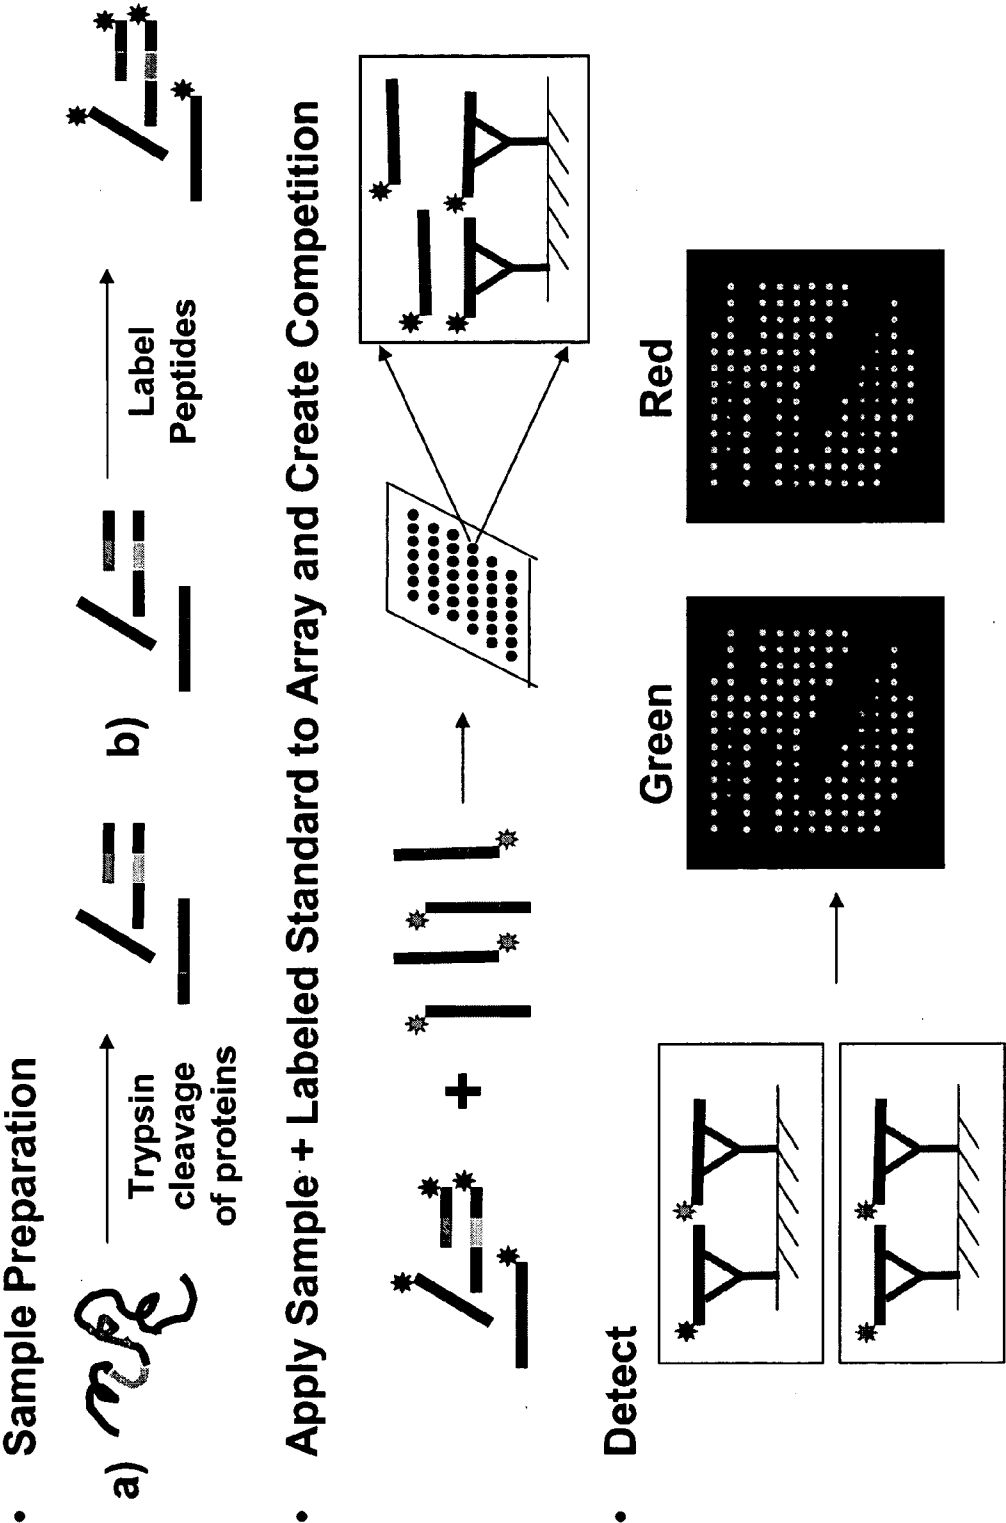 • Sample Preparation
a)
Trypsin
cleavage
of proteins
b)
Label
Peptides
• Apply Sample + Labeled Standard to Array and Create Competition
+
• Detect
Green
Red